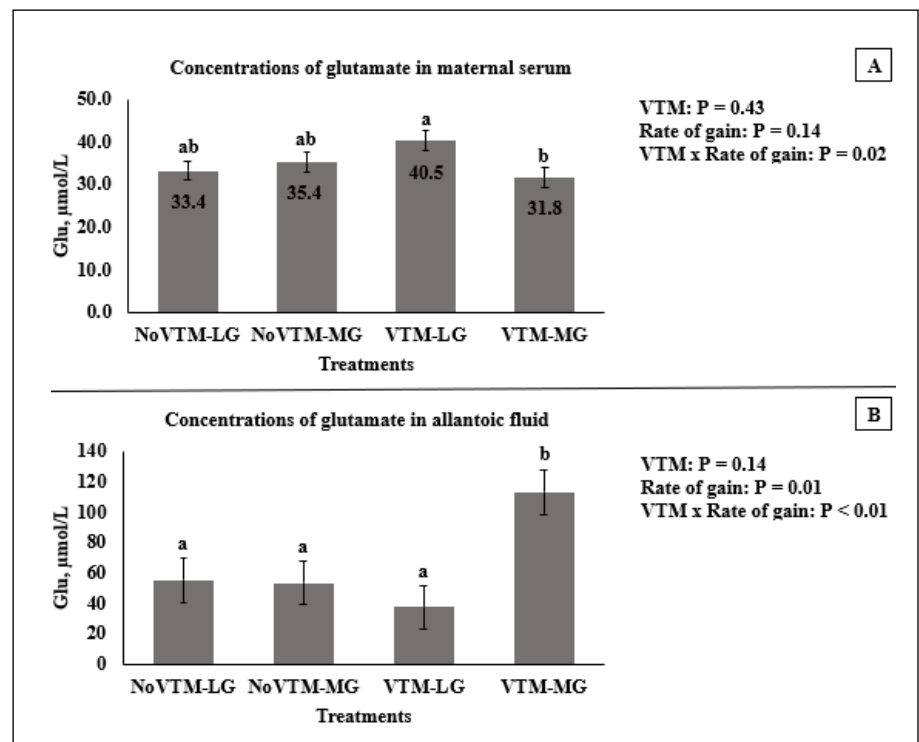 Concentrations of glutamate in maternal serum
A
VTM: P = 0.43
Rate of gain: P = 0.14
VTM x Rate of gain: P = 0.02
Glu, µmol/L
50.0
40.0
30.0
20.0
10.0
0.0
ab
ab
a
b
33.4
35.4
40.5
31.8
NoVTM-LG NoVTM-MG VTM-LG VTM-MG
Treatments
Concentrations of glutamate in allantoic fluid
B
VTM: P = 0.14
Rate of gain: P = 0.01
VTM x Rate of gain: P < 0.01
Glu, µmol/L
140
120
100
80
60
40
20
0
a
a
a
b
NoVTM-LG NoVTM-MG VTM-LG VTM-MG
Treatments